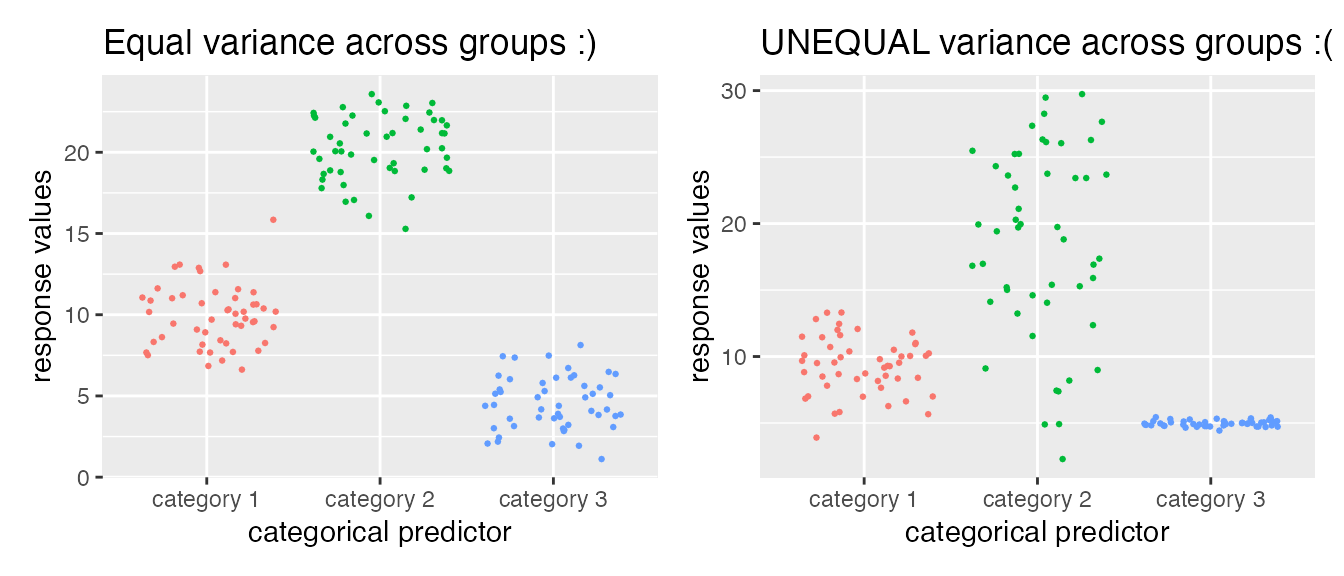 Equal variance across groups :)
response values
20
15
10
5
0
category 1
category 2
category 3
categorical predictor
UNEQUAL variance across groups :(
response values
30
20
10
category 1
category 2
category 3
categorical predictor